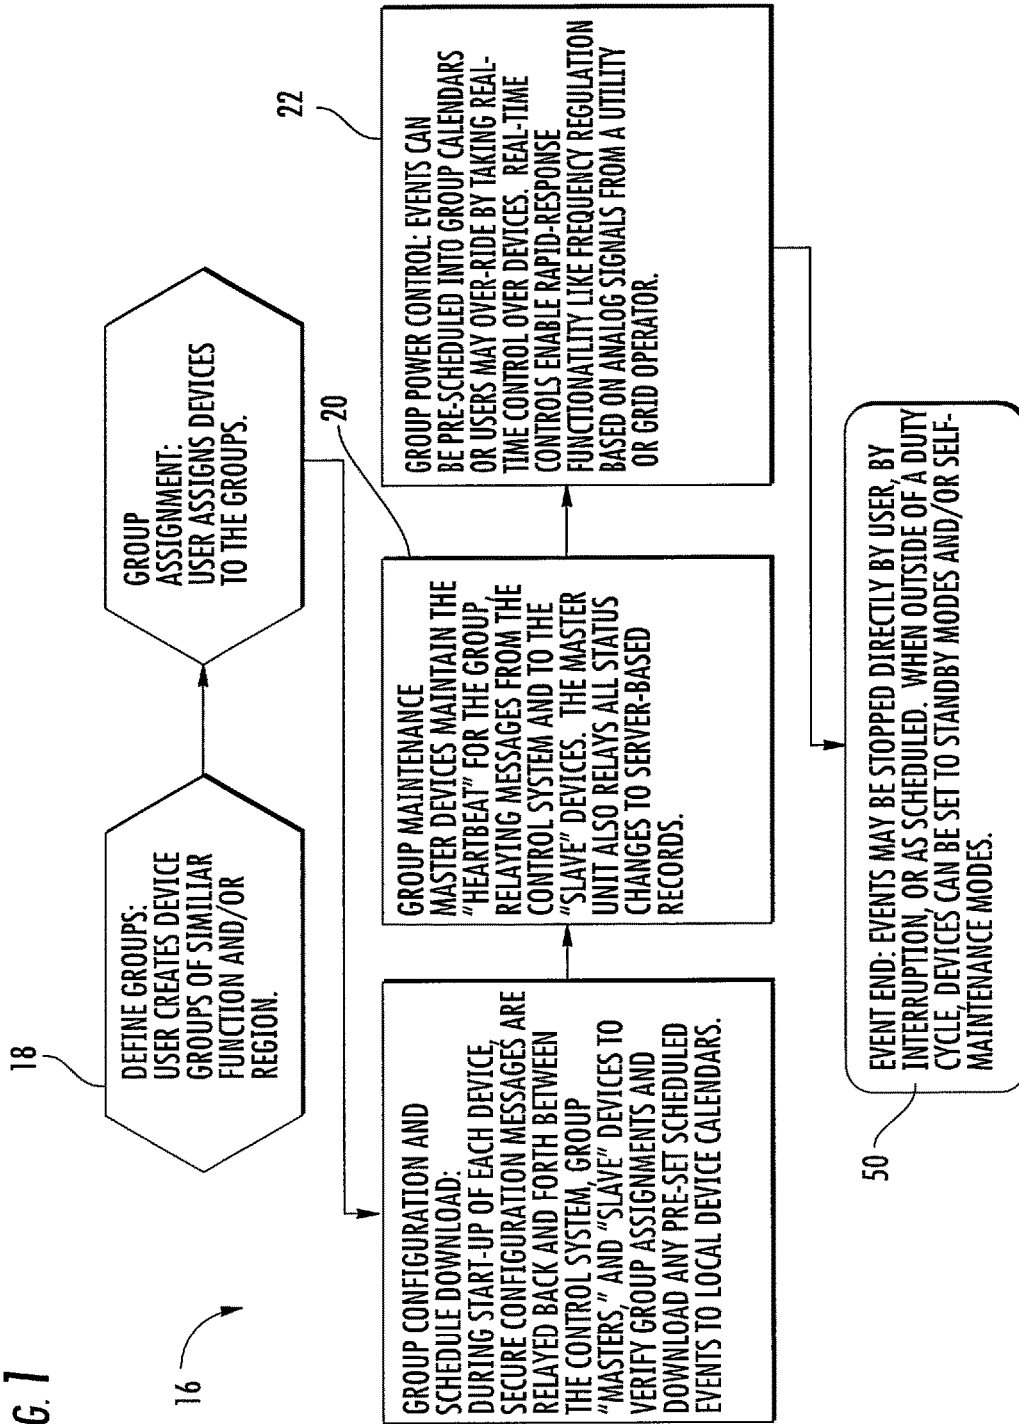 G. 1
16
18
DEFINE GROUPS:
USER CREATES DEVICE
GROUPS OF SIMILIAR
FUNCTION AND/OR
REGION.
GROUP
ASSIGNMENT:
USER ASSIGNS DEVICES
TO THE GROUPS.
GROUP CONFIGURATION AND
SCHEDULE DOWNLOAD:
DURING START-UP OF EACH DEVICE,
SECURE CONFIGURATION MESSAGES, ARE
RELAYED BACK AND FORTH BETWEEN
THE CONTROL SYSTEM, GROUP
"MASTERS," AND "SLAVE" DEVICES TO
VERIFY GROUP ASSIGNMENTS AND
DOWNLOAD ANY PRE-SET SCHEDULED
EVENTS TO LOCAL DEVICE CALENDARS.
20
GROUP MAINTENANCE
MASTER DEVICES MAINTAIN THE
"HEARTBEAT" FOR THE GROUP,
RELAYING MESSAGES FROM THE
CONTROL SYSTEM AND TO THE
"SLAVE" DEVICES. THE MASTER
UNIT ALSO RELAYS ALL STATUS
CHANGES TO SERVER-BASED
RECORDS.
22
GROUP POWER CONTROL: EVENTS CAN
BE PRE-SCHEDULED INTO GROUP CALENDARS
OR USERS MAY OVER-RIDE BY TAKING REAL-
TIME CONTROL OVER DEVICES. REAL-TIME
CONTROLS ENABLE RAPID-RESPONSE
FUNCTIONATLITY LIKE FREQUENCY REGULATION
BASED ON ANALOG SIGNALS FROM A UTILITY
OR GRID OPERATOR.
50
EVENT END: EVENTS MAY BE STOPPED DIRECTLY BY USER, BY
INTERRUPTION, OR AS SCHEDULED. WHEN OUTSIDE OF A DUTY
CYCLE, DEVICES CAN BE SET TO STANDBY MODES AND/OR SELF-
MAINTENANCE MODES.